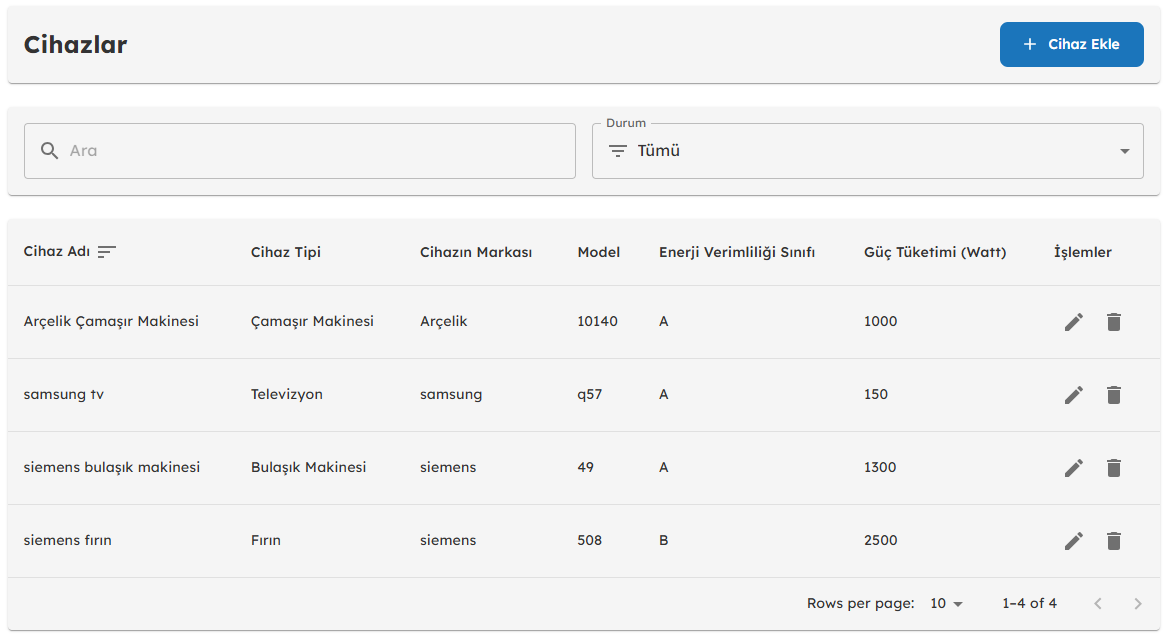 Cihazlar
+ Cihaz Ekle
Durum
Ara
Tümü
Cihaz Adı Cihaz Tipi Cihazın Markası Model Enerji Verimliliği Sınıfı Güç Tüketimi (Watt) İşlemler
Arçelik Çamaşır Makinesi Çamaşır Makinesi Arçelik 10140 A 1000
samsung tv Televizyon samsung q57 A 150
siemens bulaşık makinesi Bulaşık Makinesi siemens 49 A 1300
siemens fırın Fırın siemens 508 B 2500
Rows per page: 10 1–4 of 4